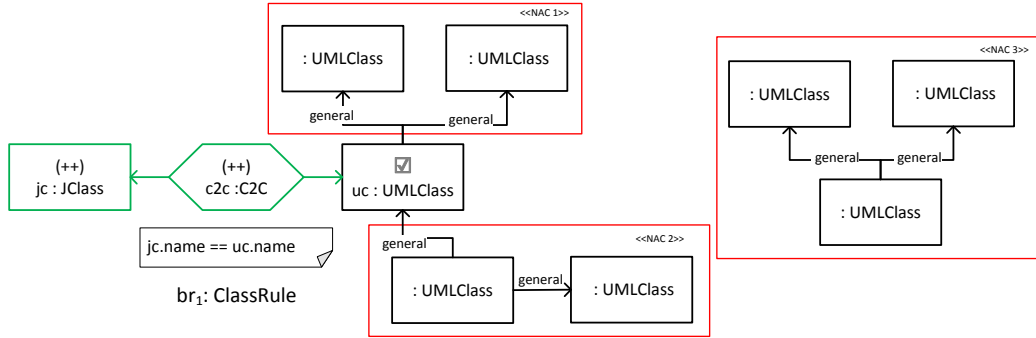 <<NAC 1>>
: UMLClass
: UMLClass
general
general
<<NAC 3>>
: UMLClass
: UMLClass
general
general
: UMLClass
(++)
jc : JClass
(++)
c2c :C2C
uc : UMLClass
jc.name == uc.name
br₁: ClassRule
<<NAC 2>>
general
: UMLClass
general
: UMLClass